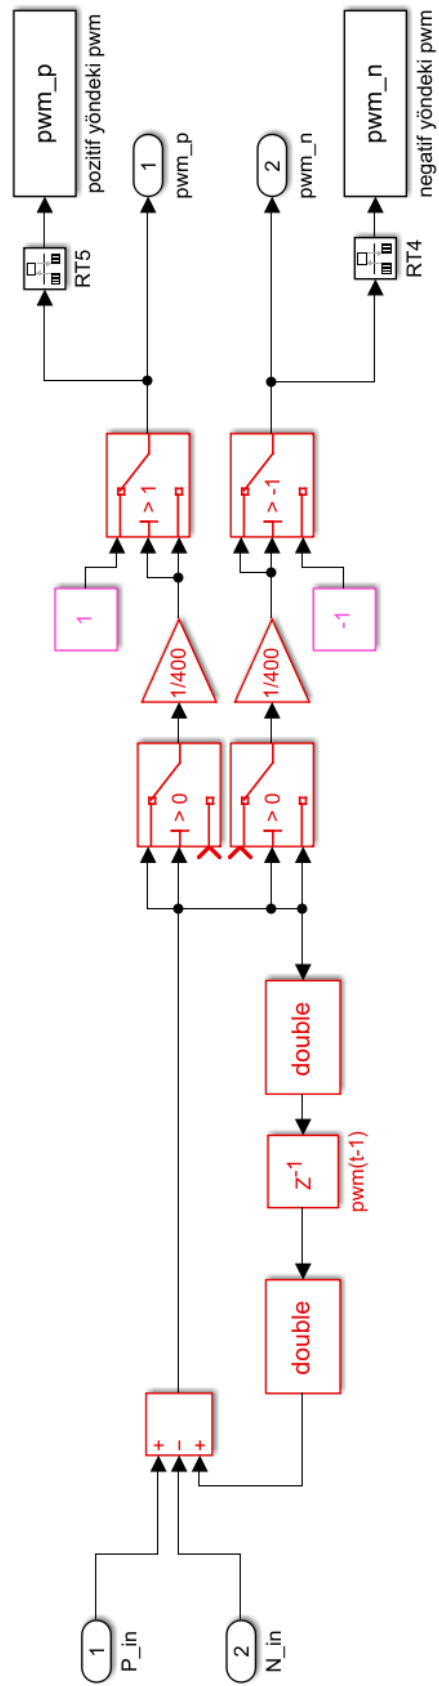 1
P_in
2
N_in
+
−
+
double
Z-1
pwm(t-1)
double
> 0
> 0
1/400
1/400
1
-1
> 1
> -1
RT5
pwm_p
pozitif yöndeki pwm
1
pwm_p
2
pwm_n
RT4
pwm_n
negatif yöndeki pwm